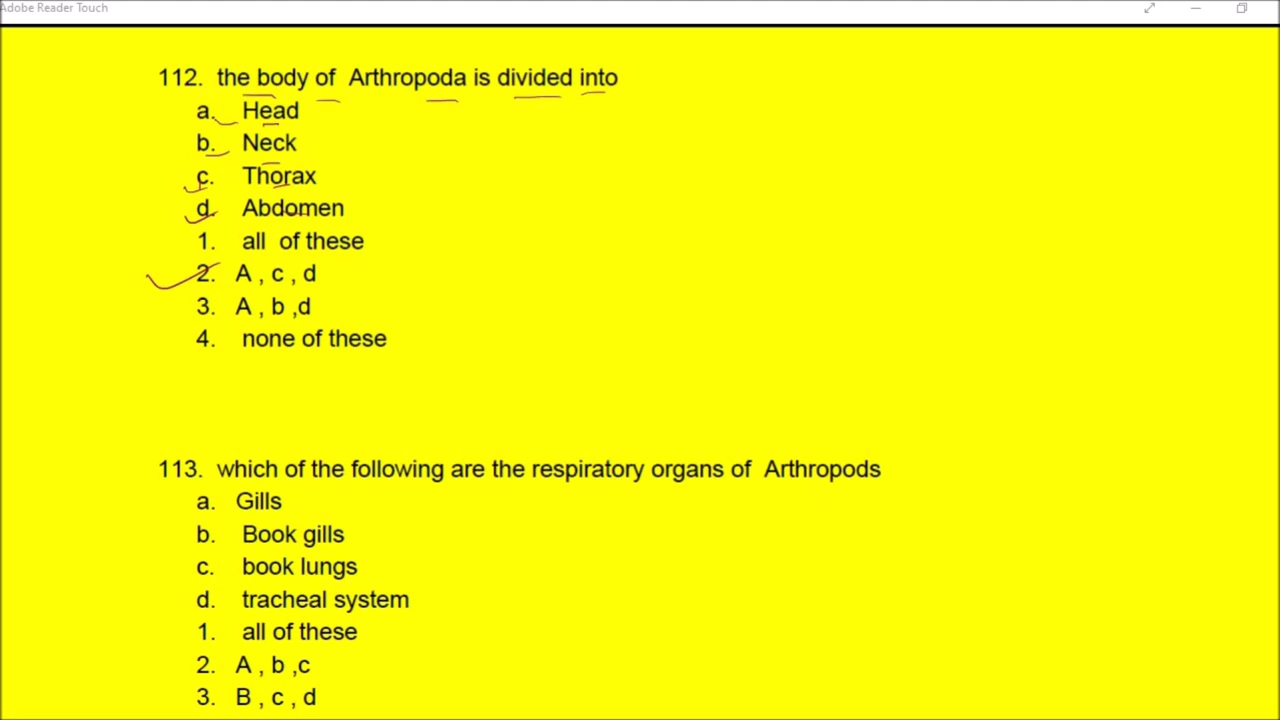 Adobe Reader Touch
112. the body of Arthropoda is divided into
a. Head
b. Neck
c. Thorax
d. Abdomen
1. all of these
2. A , c , d
3. A , b ,d
4. none of these
113. which of the following are the respiratory organs of Arthropods
a. Gills
b. Book gills
c. book lungs
d. tracheal system
1. all of these
2. A , b ,c
3. B , c , d